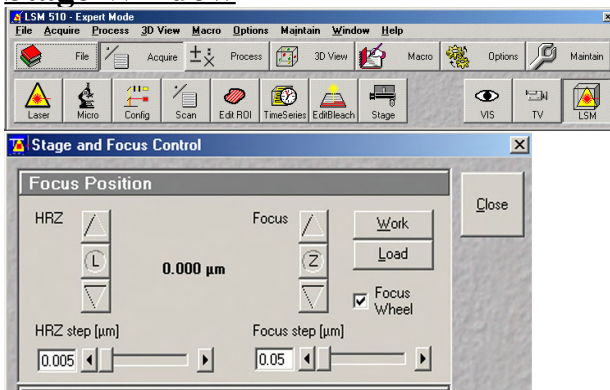 LSM 510 - Expert Mode
File Acquire Process 3D View Macro Options Maintain Window Help
File Acquire Process 3D View Macro Options Maintain
Laser Micro Config Scan Edit ROI TimeSeries EditBleach Stage VIS TV LSM
Stage and Focus Control
Focus Position
Close
HRZ Focus Work
L Z Load
0.000 µm
Focus
Wheel
HRZ step [µm] Focus step [µm]
0.005 0.05